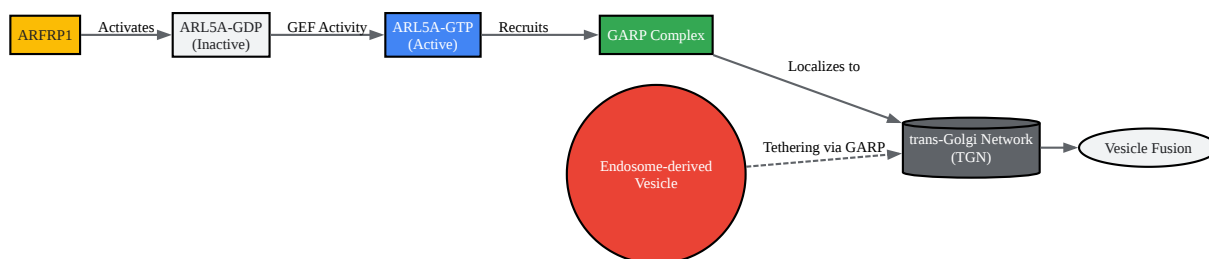 ARFRP1
Activates
ARL5A-GDP
(Inactive)
GEF Activity
ARL5A-GTP
(Active)
Recruits
GARP Complex
Localizes to
Endosome-derived
Vesicle
Tethering via GARP
trans-Golgi Network
(TGN)
Vesicle Fusion